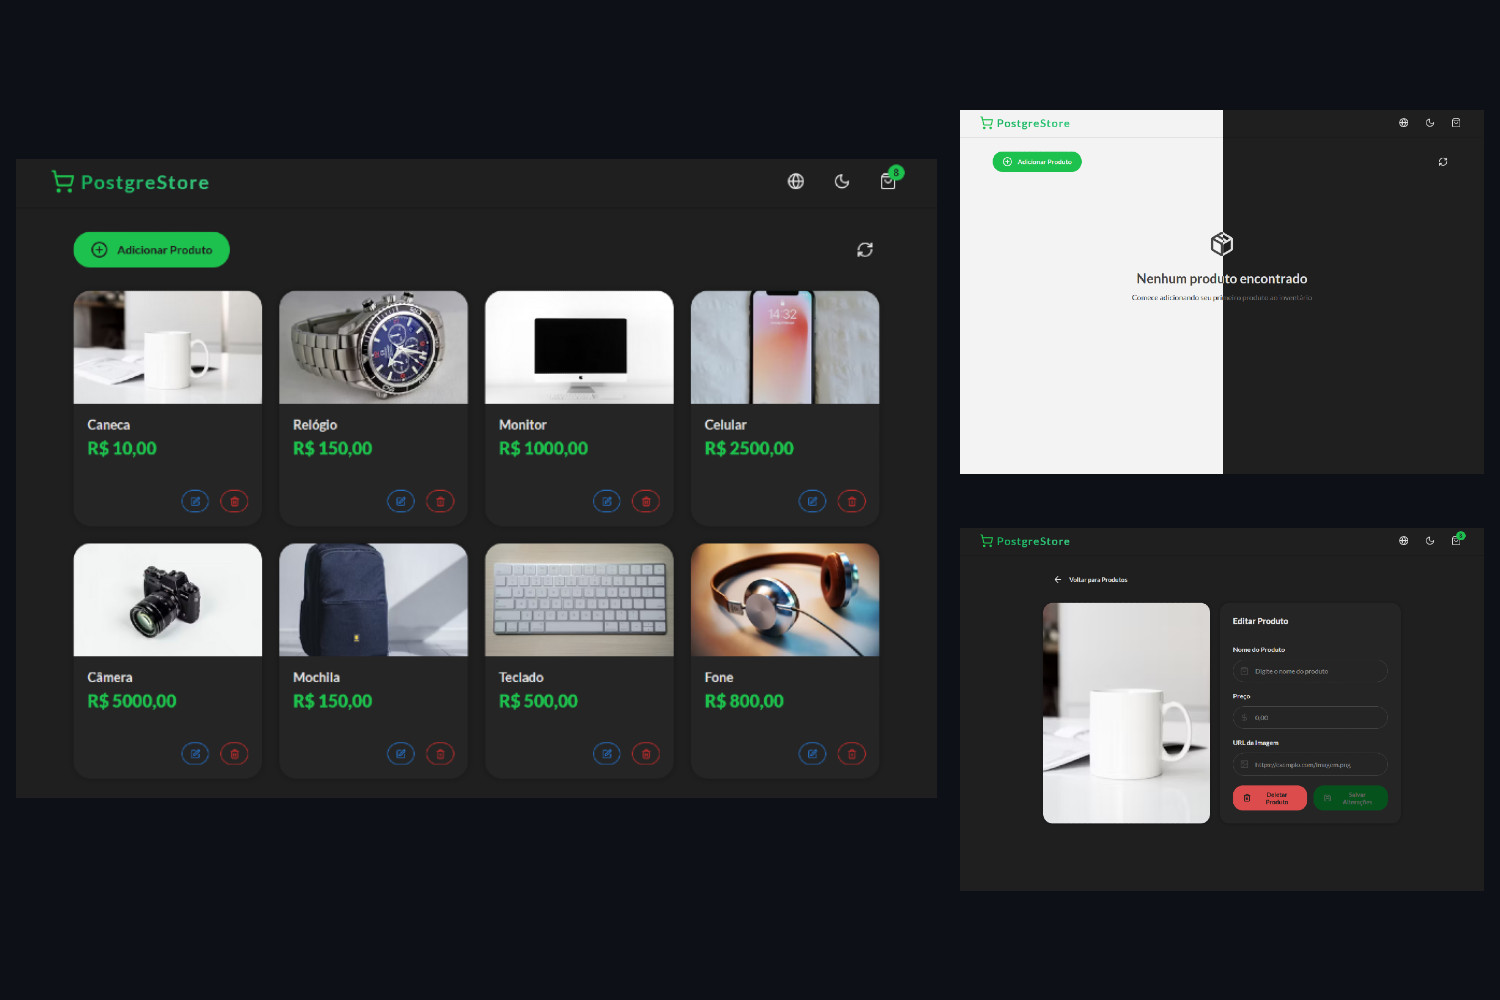 PostgreStore
8
Adicionar Produto
14:32
Caneca
R$ 10,00
Relógio
R$ 150,00
Monitor
R$ 1000,00
Celular
R$ 2500,00
Câmera
R$ 5000,00
Mochila
R$ 150,00
Teclado
R$ 500,00
Fone
R$ 800,00
PostgreStore
Adicionar Produto
Nenhum produto encontrado
Comece adicionando seu primeiro produto ao inventário
PostgreStore
Voltar para Produtos
Editar Produto
Nome do Produto
Digite o nome do produto
Preço
$ 0,00
URL da Imagem
https://exemplo.com/imagem.png
Deletar
Produto
Salvar
Alterações